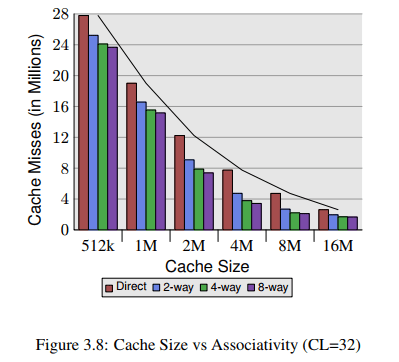 Cache Misses (in Millions)
28
24
20
16
12
8
4
0
512k 1M 2M 4M 8M 16M
Cache Size
Direct 2-way 4-way 8-way
Figure 3.8: Cache Size vs Associativity (CL=32)